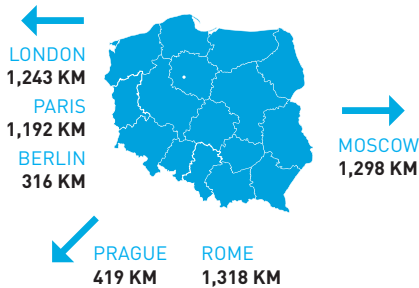 LONDON
1,243 KM
PARIS
1,192 KM
BERLIN
316 KM
MOSCOW
1,298 KM
PRAGUE
419 KM
ROME
1,318 KM